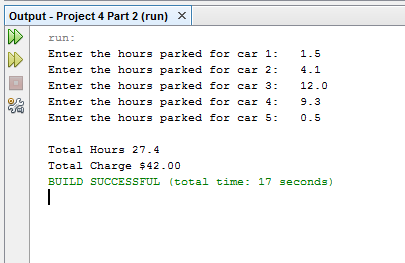 Output - Project 4 Part 2 (run)
run:
Enter the hours parked for car 1:   1.5
Enter the hours parked for car 2:   4.1
Enter the hours parked for car 3:   12.0
Enter the hours parked for car 4:   9.3
Enter the hours parked for car 5:   0.5
Total Hours 27.4
Total Charge $42.00
BUILD SUCCESSFUL (total time: 17 seconds)